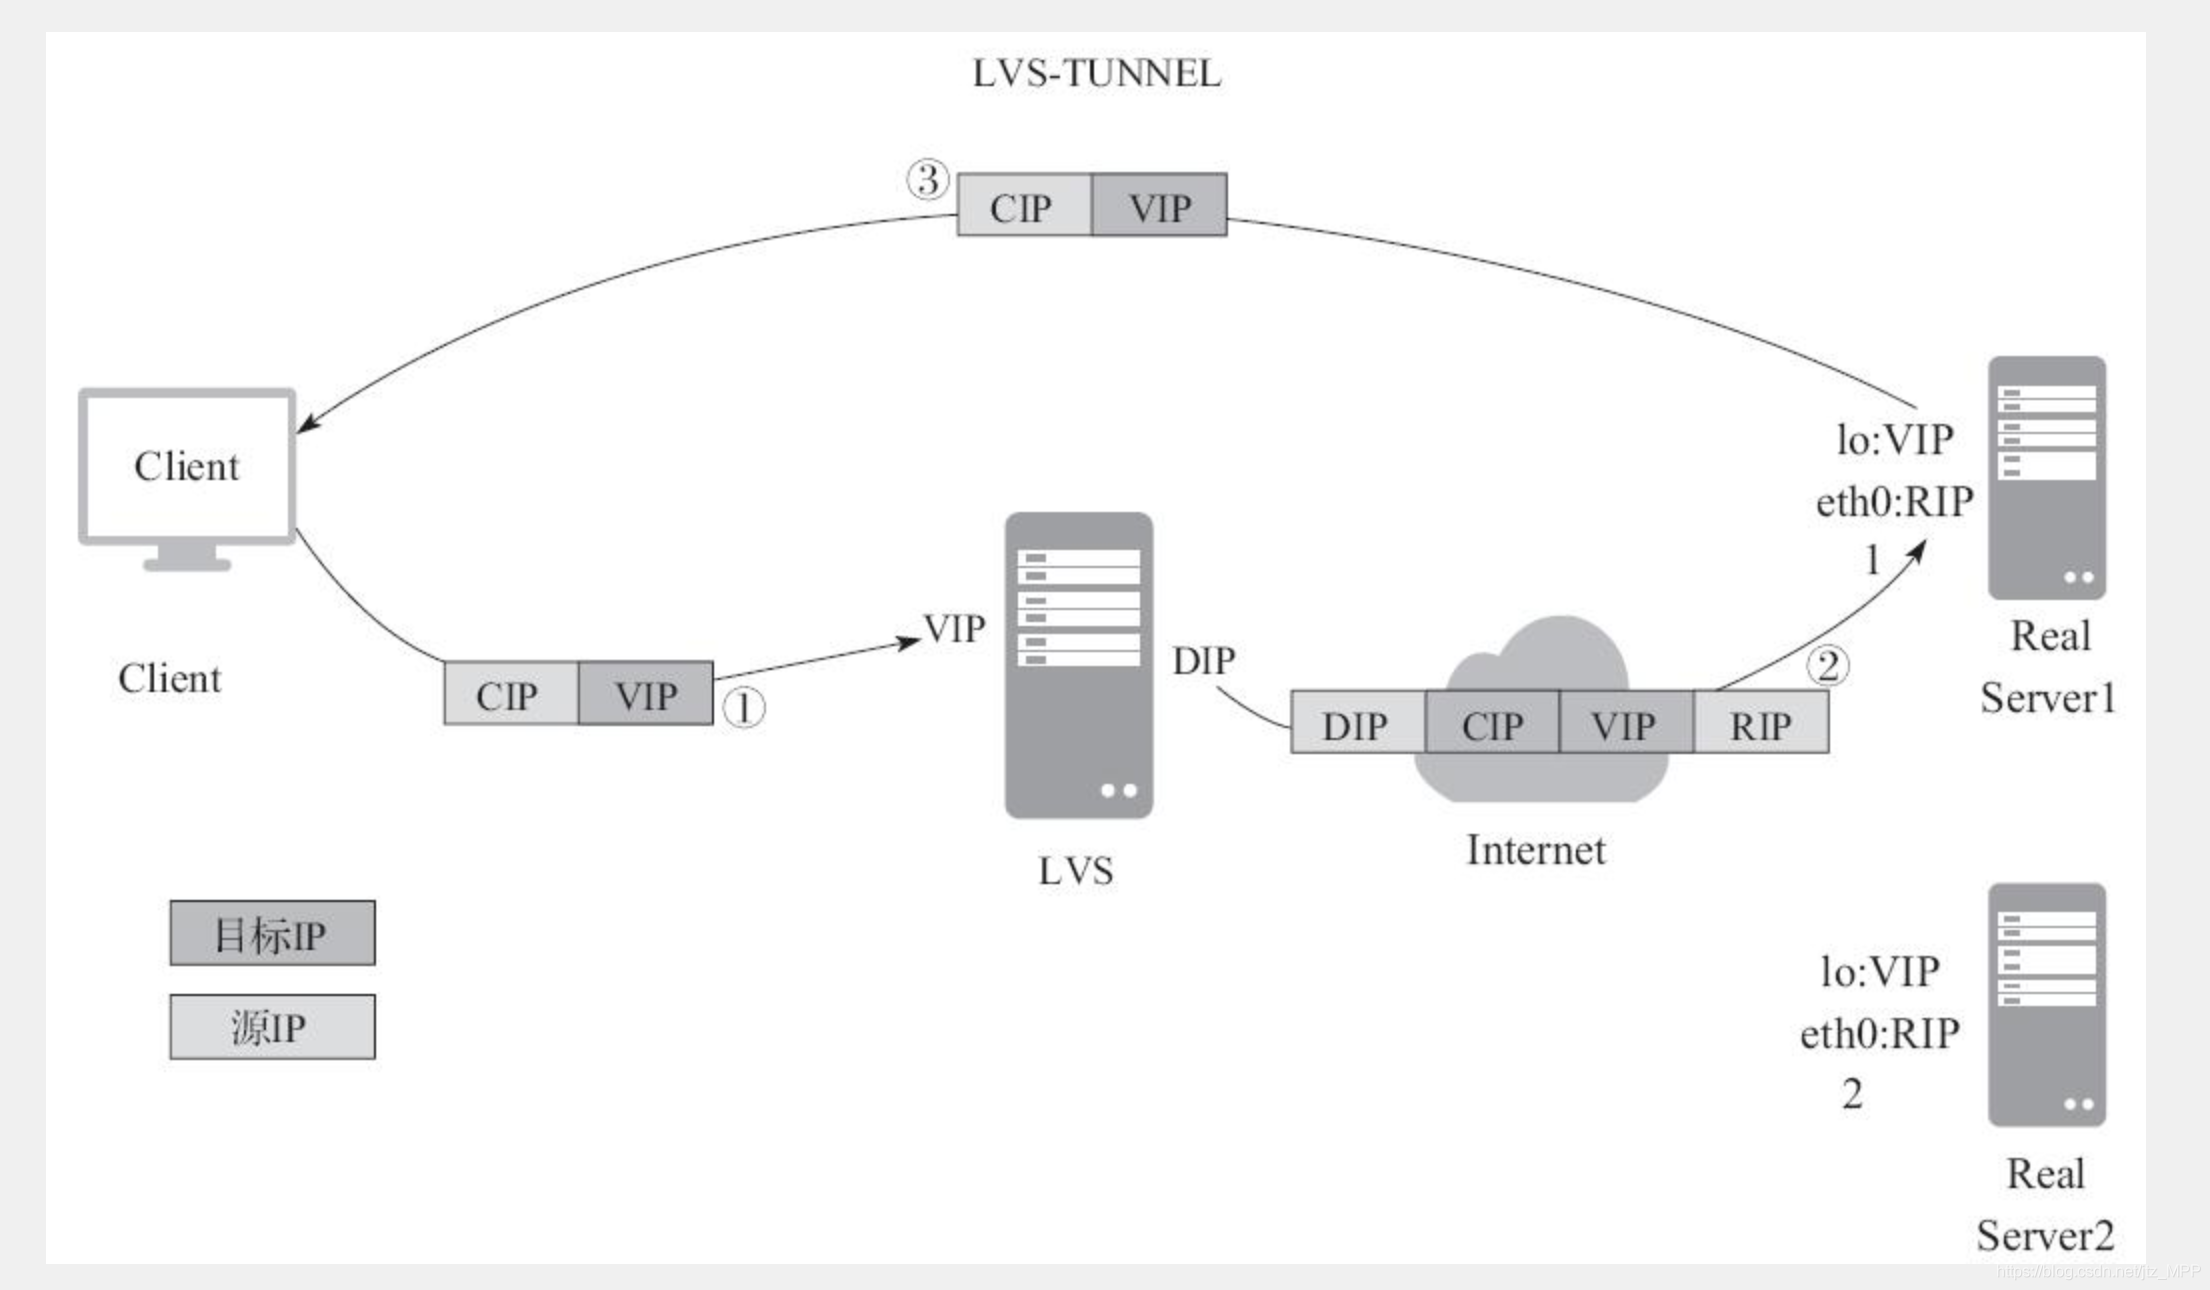 LVS-TUNNEL
③
CIP VIP
Client
Client
CIP VIP
①
VIP
LVS
DIP
DIP CIP VIP RIP
②
Internet
lo:VIP
eth0:RIP
1
Real
Server1
目标IP
源IP
lo:VIP
eth0:RIP
2
Real
Server2
https://blog.csdn.net/jtz_MPP